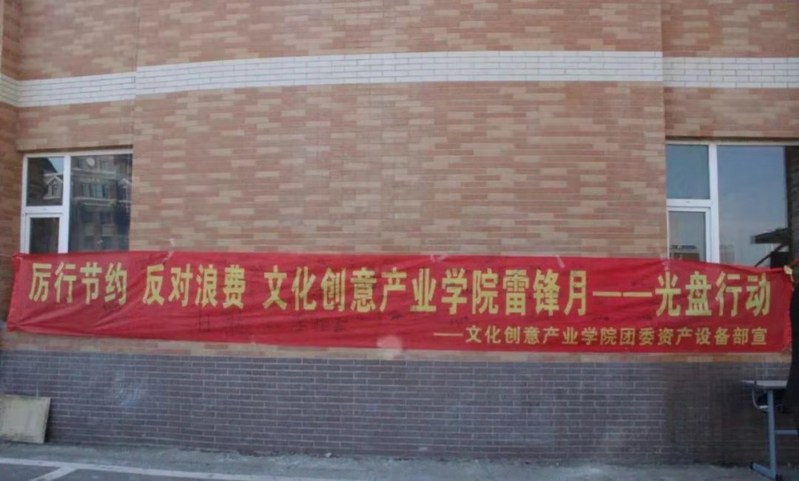 厉行节约 反对浪费 文化创意产业学院雷锋月——光盘行动
——文化创意产业学院团委资产设备部宣